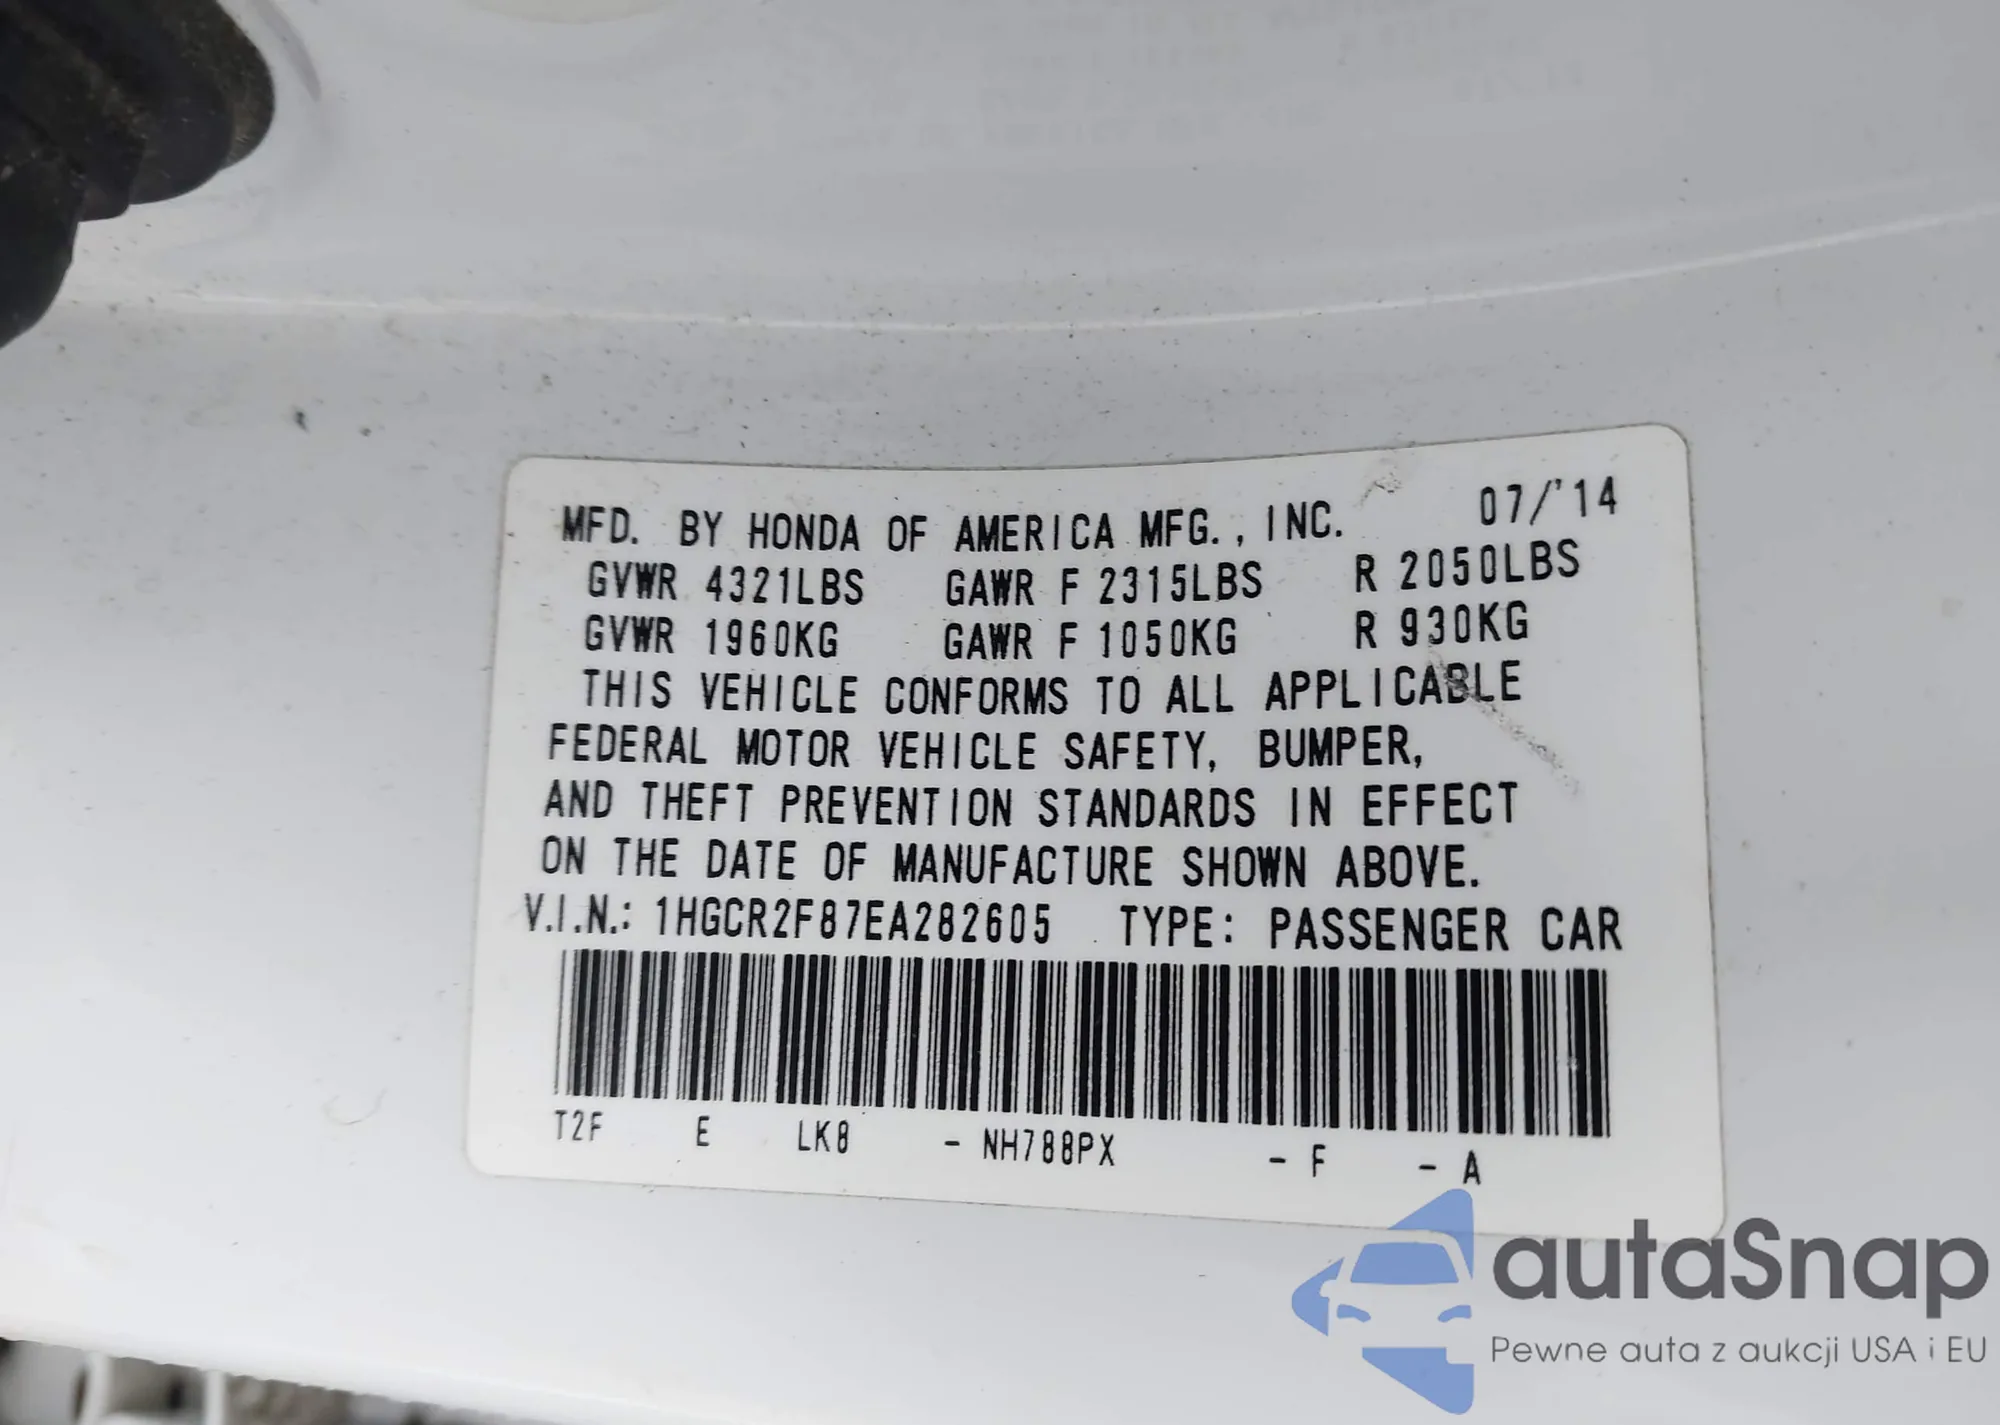 MFD. BY HONDA OF AMERICA MFG., INC. 07/'14
GVWR 4321LBS GAWR F 2315LBS R 2050LBS
GVWR 1960KG GAWR F 1050KG R 930KG
THIS VEHICLE CONFORMS TO ALL APPLICABLE
FEDERAL MOTOR VEHICLE SAFETY, BUMPER,
AND THEFT PREVENTION STANDARDS IN EFFECT
ON THE DATE OF MANUFACTURE SHOWN ABOVE.
V.I.N.: 1HGCR2F87EA282605 TYPE: PASSENGER CAR
T2F E LK8 - NH788PX - F - A
autaSnap
Pewne auta z aukcji USA i EU